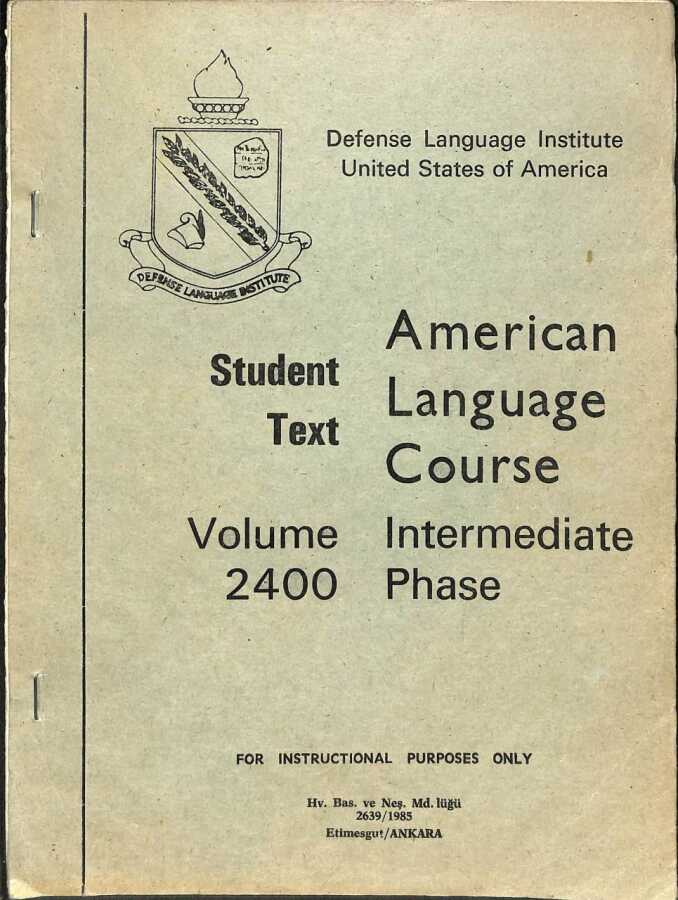 Defense Language Institute
United States of America
DEFENSE LANGUAGE INSTITUTE
Student
Text
American
Language
Course
Volume
2400
Intermediate
Phase
FOR INSTRUCTIONAL PURPOSES ONLY
Hv. Bas. ve Neş. Md. lüğü
2639/1985
Etimesgut/ANKARA